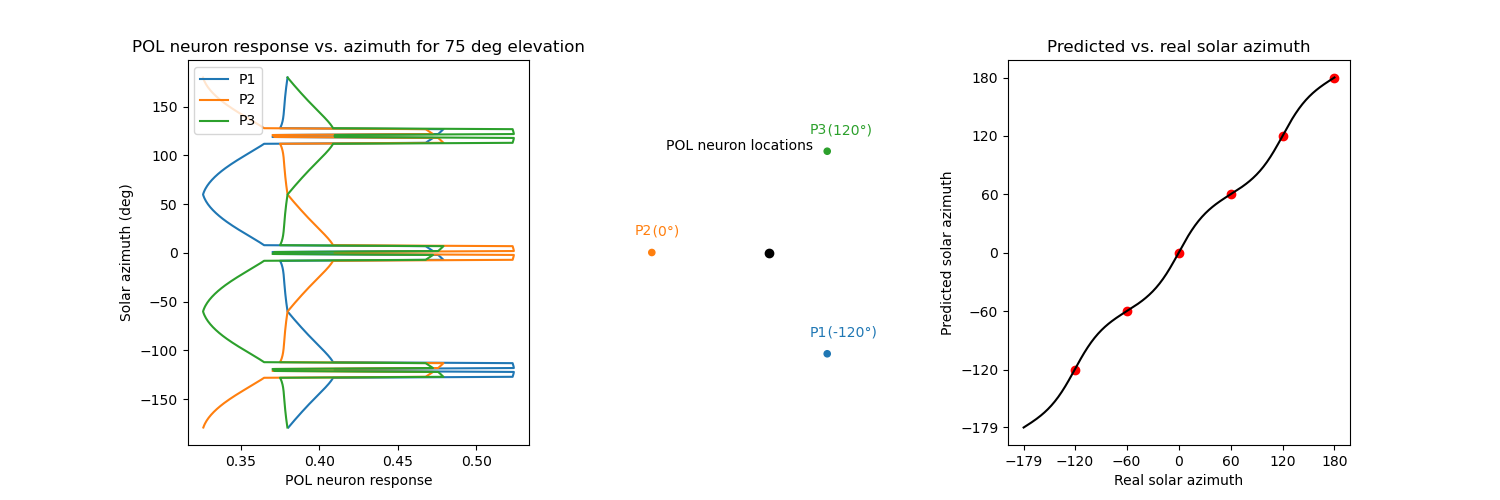 POL neuron response vs. azimuth for 75 deg elevation
P1
P2
P3
150
100
50
0
−50
−100
−150
Solar azimuth (deg)
0.35 0.40 0.45 0.50
POL neuron response
P3(120°)
POL neuron locations
P2(0°)
P1(-120°)
Predicted vs. real solar azimuth
180
120
60
0
−60
−120
−179
Predicted solar azimuth
−179 −120 −60 0 60 120 180
Real solar azimuth